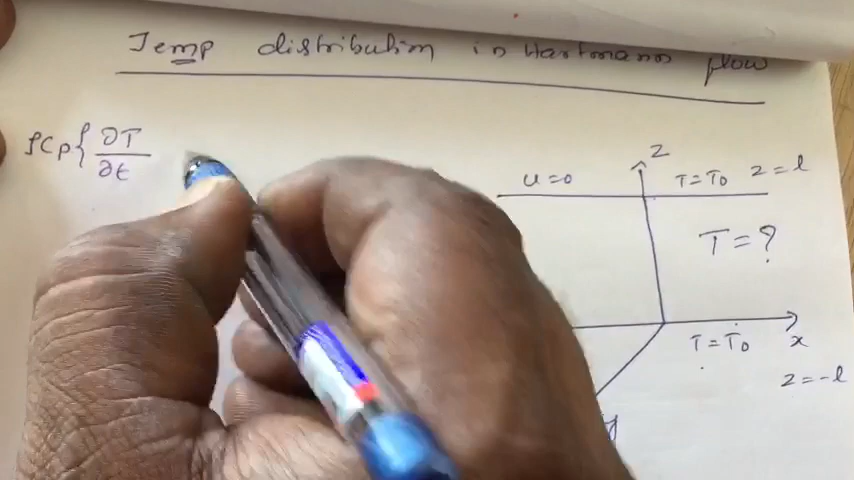 Temp distribution in Hartmann flow
ρCp{ ∂T/∂t
z
u=0 T=T0 z=l
T=?
x
T=T0
z=-l
y